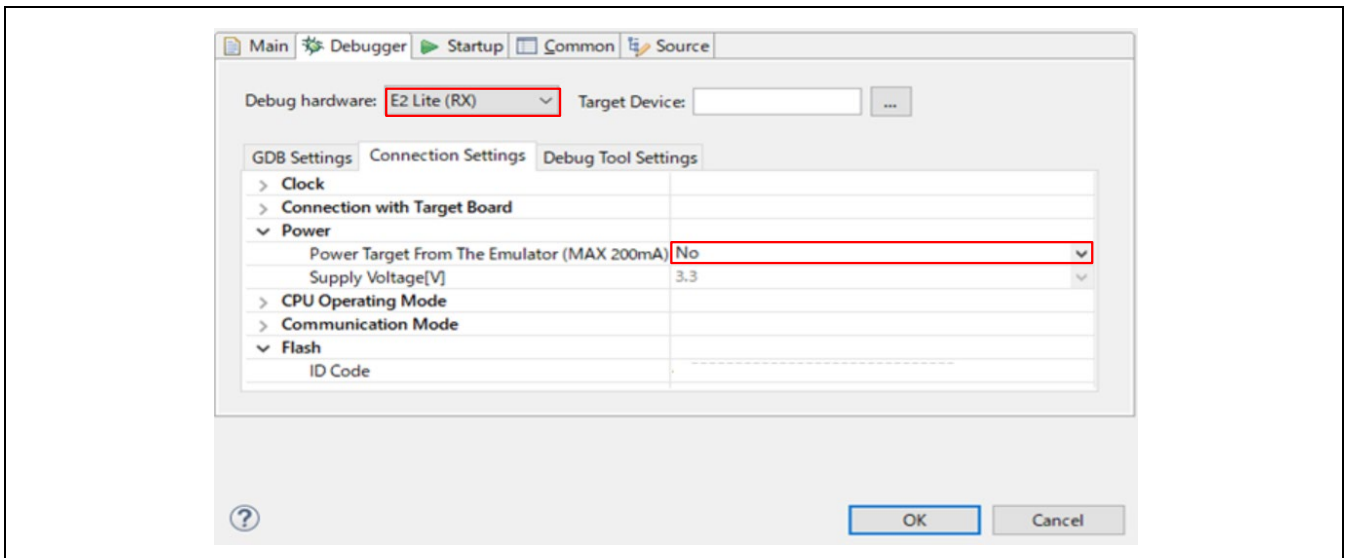 Main Debugger Startup Common Source
Debug hardware: E2 Lite (RX) Target Device: ...
GDB Settings Connection Settings Debug Tool Settings
Clock
Connection with Target Board
Power
Power Target From The Emulator (MAX 200mA) No
Supply Voltage[V] 3.3
CPU Operating Mode
Communication Mode
Flash
ID Code
? OK Cancel